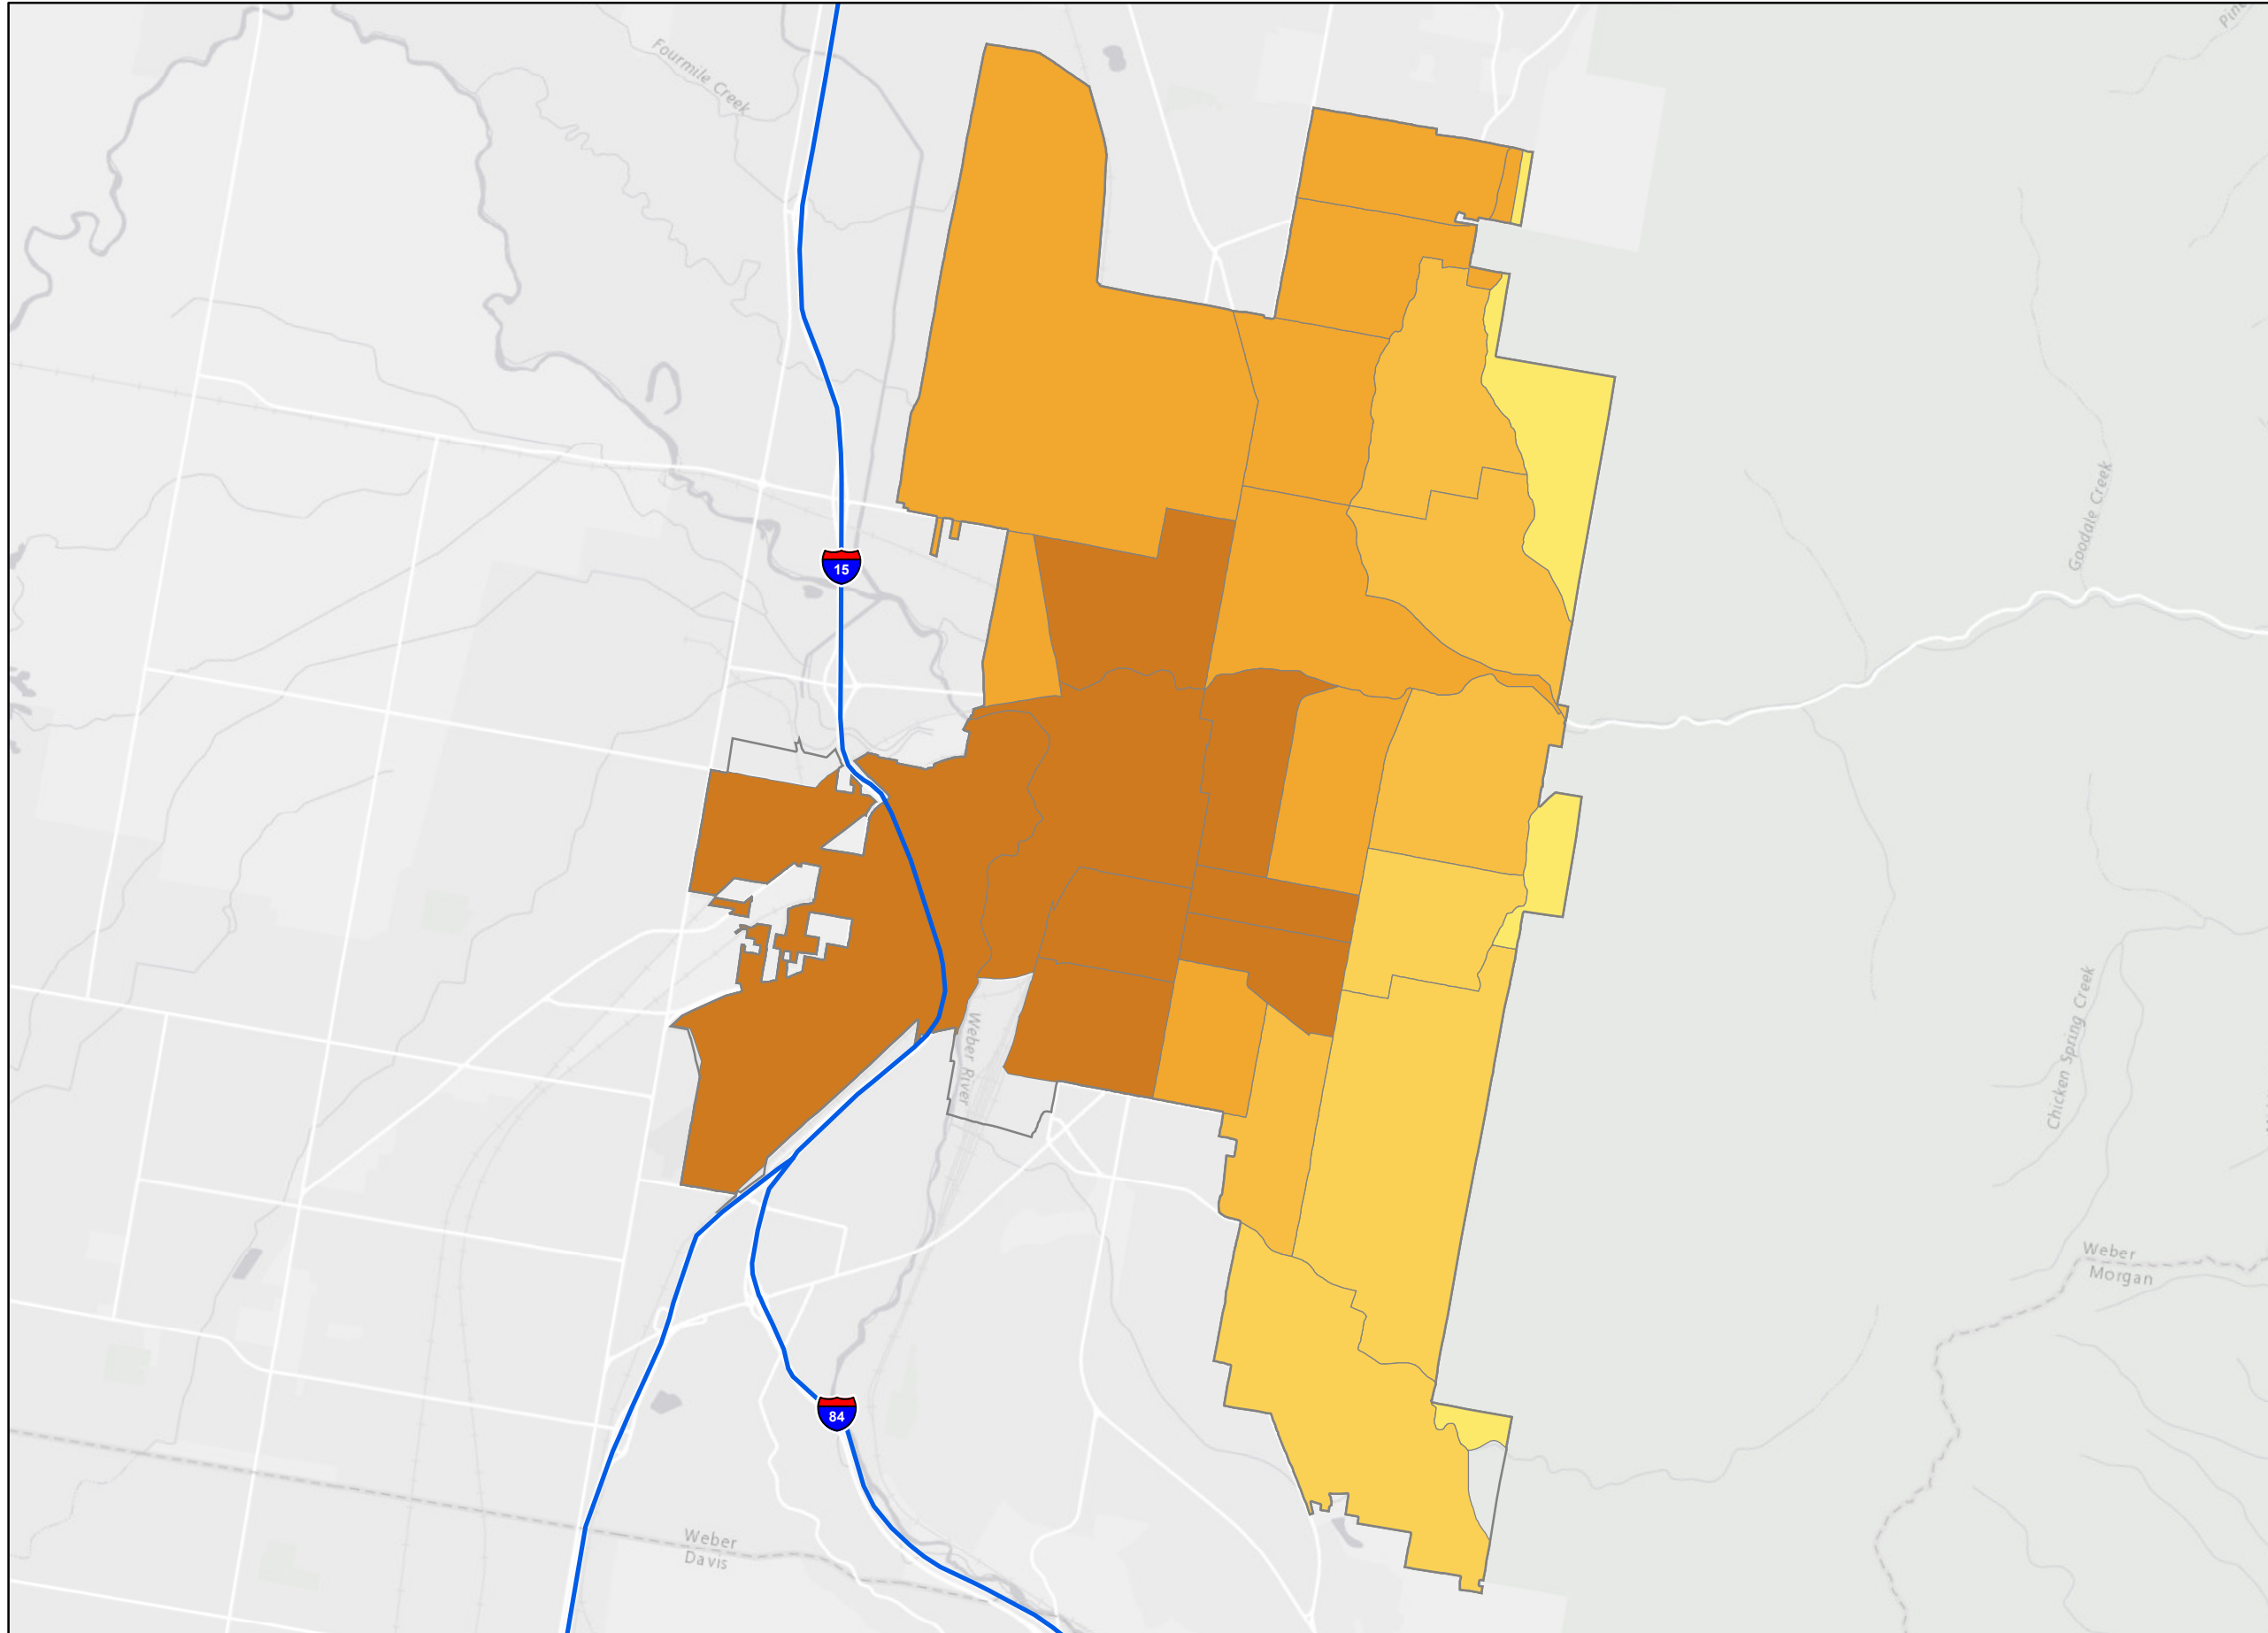 Fourmile Creek
15
Goodale Creek
Weber River
Chicken Spring Creek
Weber
Morgan
84
Weber
Davis